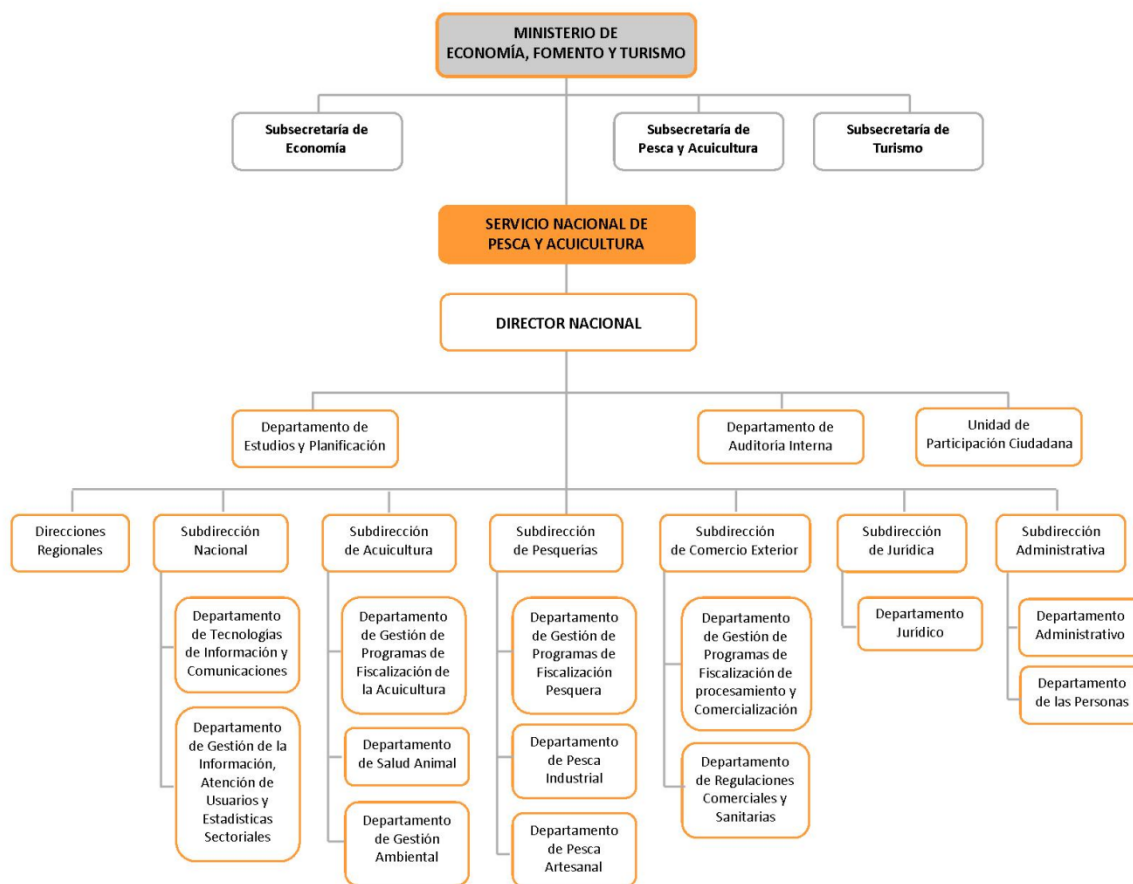 MINISTERIO DE
ECONOMÍA, FOMENTO Y TURISMO
Subsecretaría de
Economía
Subsecretaría de
Pesca y Acuicultura
Subsecretaría de
Turismo
SERVICIO NACIONAL DE
PESCA Y ACUICULTURA
DIRECTOR NACIONAL
Departamento de
Estudios y Planificación
Departamento de
Auditoría Interna
Unidad de
Participación Ciudadana
Direcciones
Regionales
Subdirección
Nacional
Subdirección
de Acuicultura
Subdirección
de Pesquerías
Subdirección
de Comercio Exterior
Subdirección
de Jurídica
Subdirección
Administrativa
Departamento
de Tecnologías
de Información y
Comunicaciones
Departamento
de Gestión de la
Información,
Atención de
Usuarios y
Estadísticas
Sectoriales
Departamento
de Gestión de
Programas de
Fiscalización de
la Acuicultura
Departamento
de Salud Animal
Departamento
de Gestión
Ambiental
Departamento
de Gestión de
Programas de
Fiscalización
Pesquera
Departamento
de Pesca
Industrial
Departamento
de Pesca
Artesanal
Departamento
de Gestión de
Programas de
Fiscalización de
procesamiento y
Comercialización
Departamento
de Regulaciones
Comerciales y
Sanitarias
Departamento
Jurídico
Departamento
Administrativo
Departamento
de las Personas